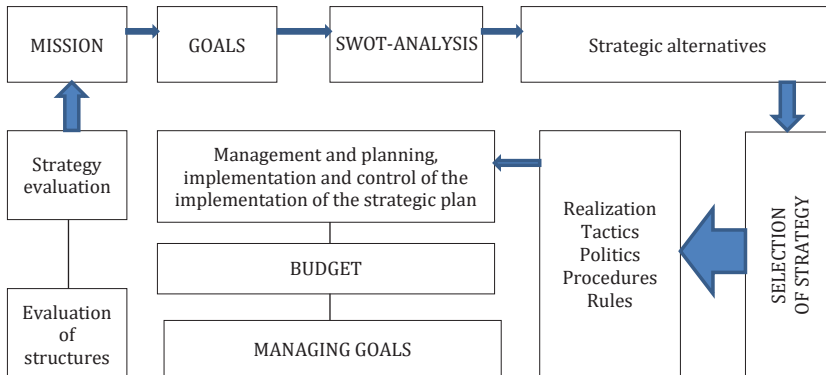 MISSION
GOALS
SWOT-ANALYSIS
Strategic alternatives
Strategy
evaluation
Management and planning,
implementation and control of the
implementation of the strategic plan
Realization
Tactics
Politics
Procedures
Rules
SELECTION
OF STRATEGY
BUDGET
Evaluation
of
structures
MANAGING GOALS